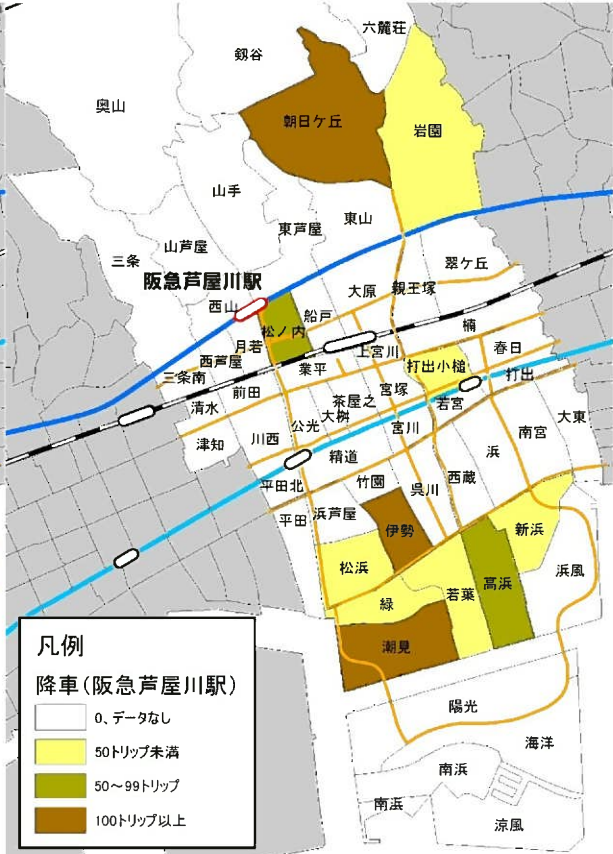 六麓荘
剱谷
奥山
朝日ケ丘
岩園
山手
東山
東芦屋
山芦屋
三条
翠ケ丘
阪急芦屋川駅
大原
親王塚
西山
船戸
松ノ内
楠
月若
上宮川
春日
西芦屋
業平
打出小槌
打出
三条南
前田
宮塚
茶屋之
若宮
清水
大桝
大東
公光
宮川
南宮
津知
川西
精道
浜
西蔵
平田北
竹園
呉川
平田
浜芦屋
伊勢
新浜
松浜
浜風
高浜
若葉
緑
潮見
陽光
海洋
南浜
南浜
涼風
凡例
降車(阪急芦屋川駅)
0、データなし
50トリップ未満
50～99トリップ
100トリップ以上